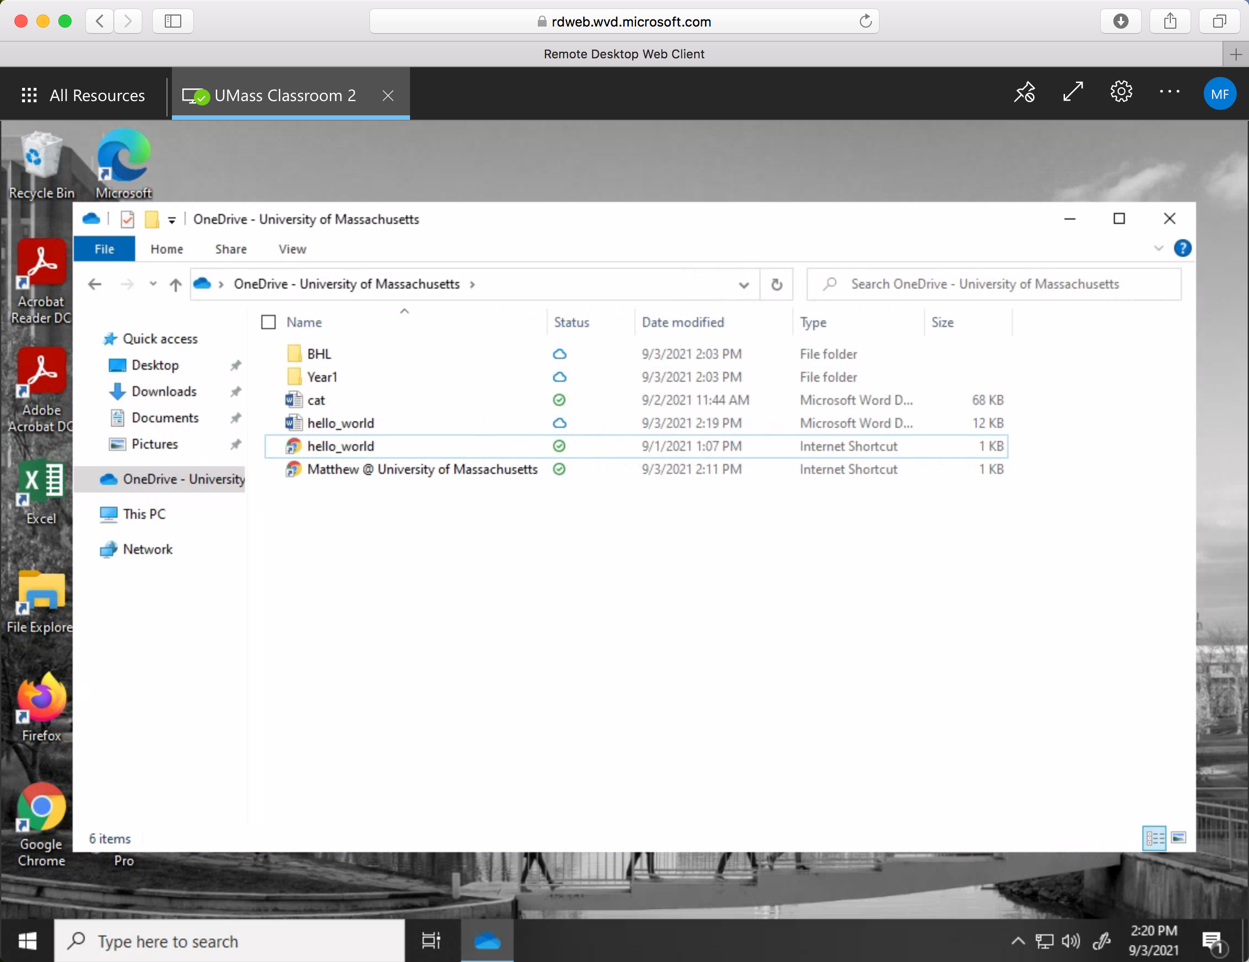 rdweb.wvd.microsoft.com
Remote Desktop Web Client
All Resources
UMass Classroom 2
MF
Recycle Bin
Microsoft
OneDrive - University of Massachusetts
File Home Share View
OneDrive - University of Massachusetts
Search OneDrive - University of Massachusetts
Name Status Date modified Type Size
BHL 9/3/2021 2:03 PM File folder
Year1 9/3/2021 2:03 PM File folder
cat 9/2/2021 11:44 AM Microsoft Word D... 68 KB
hello_world 9/3/2021 2:19 PM Microsoft Word D... 12 KB
hello_world 9/1/2021 1:07 PM Internet Shortcut 1 KB
Matthew @ University of Massachusetts 9/3/2021 2:11 PM Internet Shortcut 1 KB
Quick access
Desktop
Downloads
Documents
Pictures
OneDrive - University
This PC
Network
6 items
Acrobat
Reader DC
Adobe
Acrobat DC
Excel
File Explore
Firefox
Google
Chrome
Pro
Type here to search
2:20 PM
9/3/2021
1